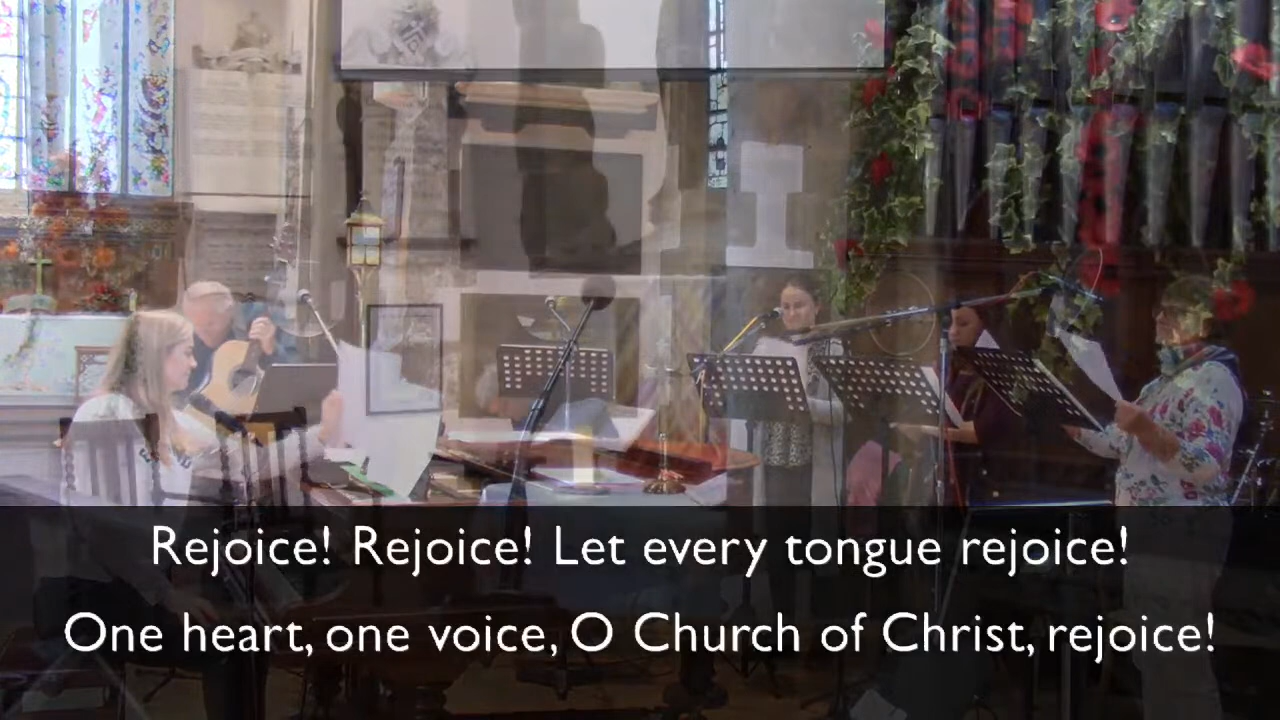 Rejoice! Rejoice! Let every tongue rejoice!
One heart, one voice, O Church of Christ, rejoice!